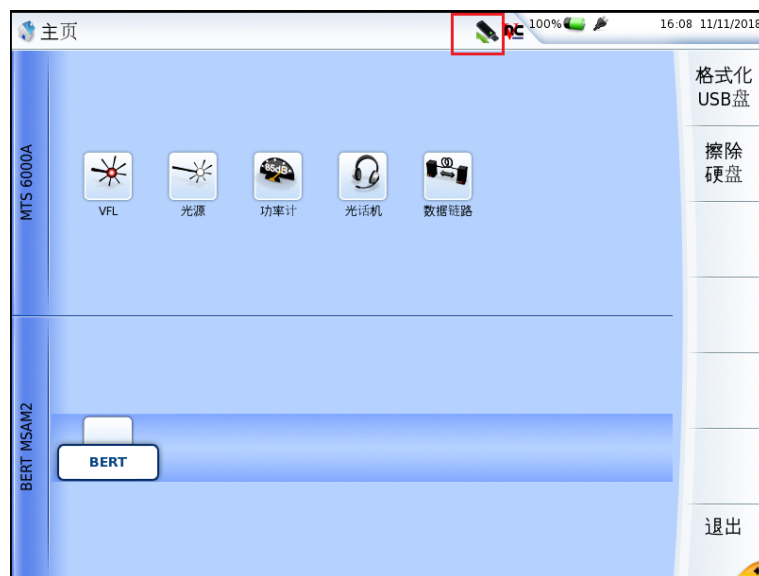 主页
100%
16:08 11/11/2018
格式化
USB盘
擦除
硬盘
MTS 6000A
85dB
VFL
光源
功率计
光话机
数据链路
BERT MSAM2
BERT
退出